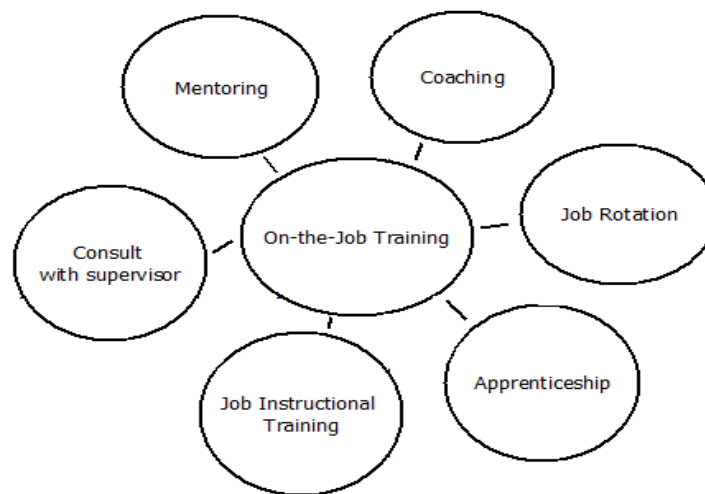 Mentoring
Coaching
On-the-Job Training
Job Rotation
Consult
with supervisor
Job Instructional
Training
Apprenticeship